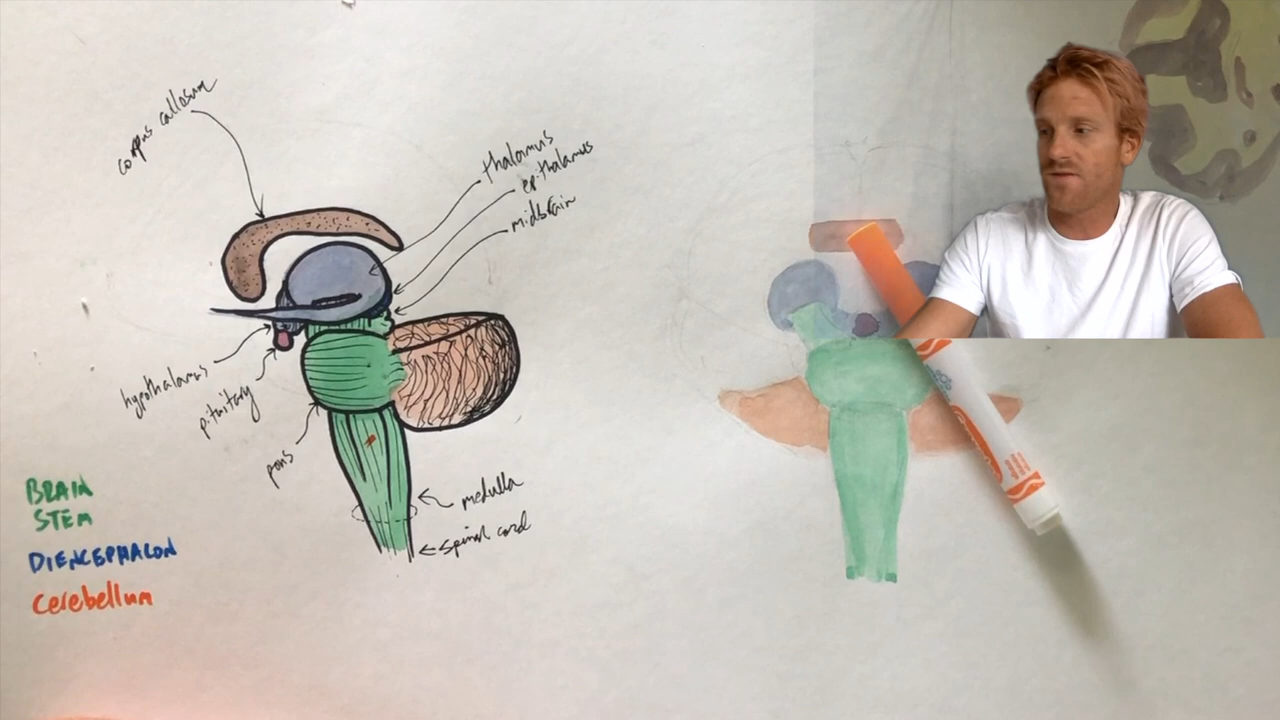 corpus callosum
thalamus
epithalamus
midbrain
hypothalamus
pituitary
pons
medulla
spinal cord
BRAIN
STEM
DIENCEPHALON
Cerebellum